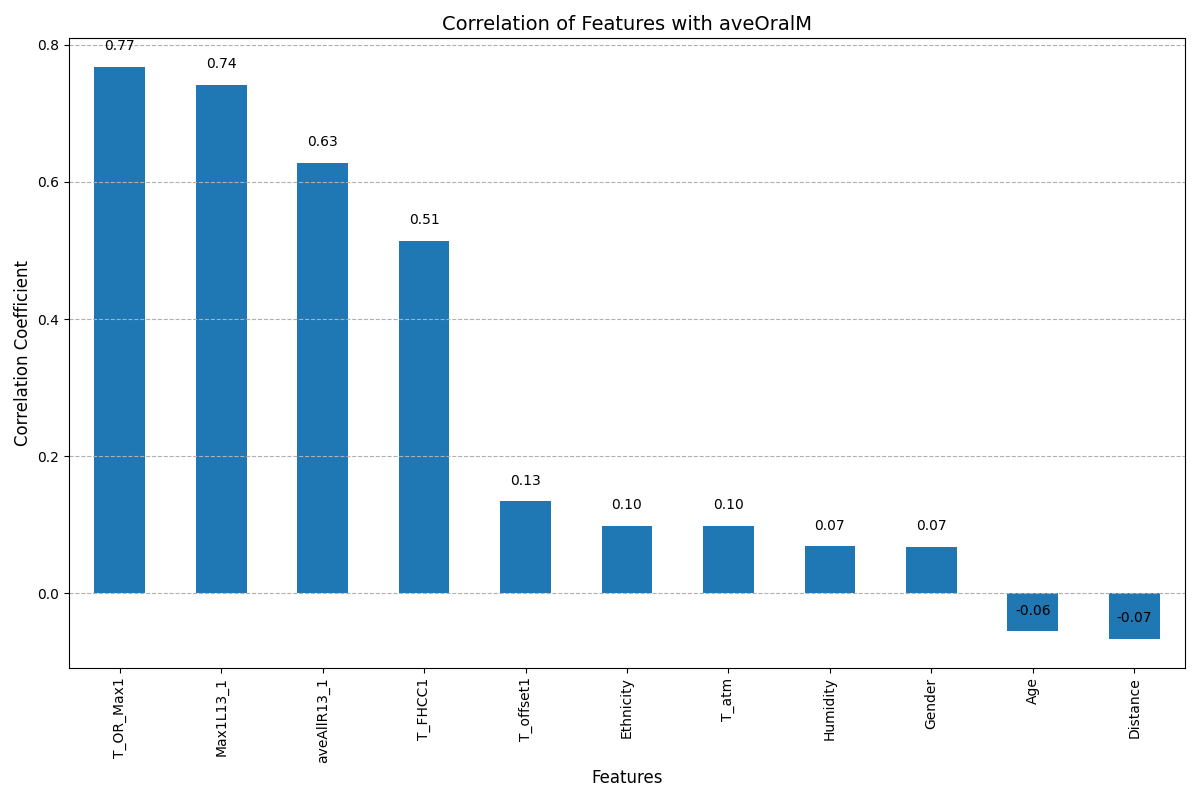 Correlation of Features with aveOralM
Correlation Coefficient
0.8
0.6
0.4
0.2
0.0
0.77
0.74
0.63
0.51
0.13
0.10
0.10
0.07
0.07
-0.06
-0.07
T_OR_Max1
Max1L13_1
aveAllR13_1
T_FHCC1
T_offset1
Ethnicity
T_atm
Humidity
Gender
Age
Distance
Features